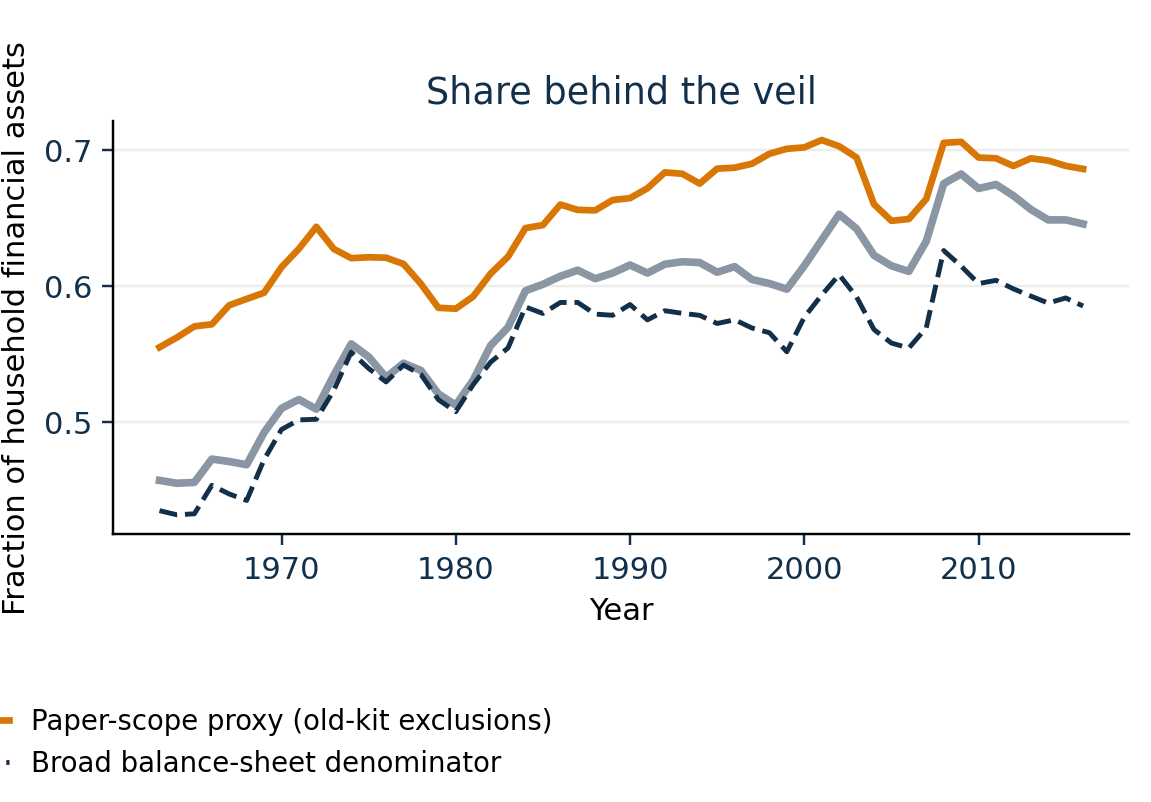 Share behind the veil
Fraction of household financial assets
0.7
0.6
0.5
1970 1980 1990 2000 2010
Year
Paper-scope proxy (old-kit exclusions)
Broad balance-sheet denominator